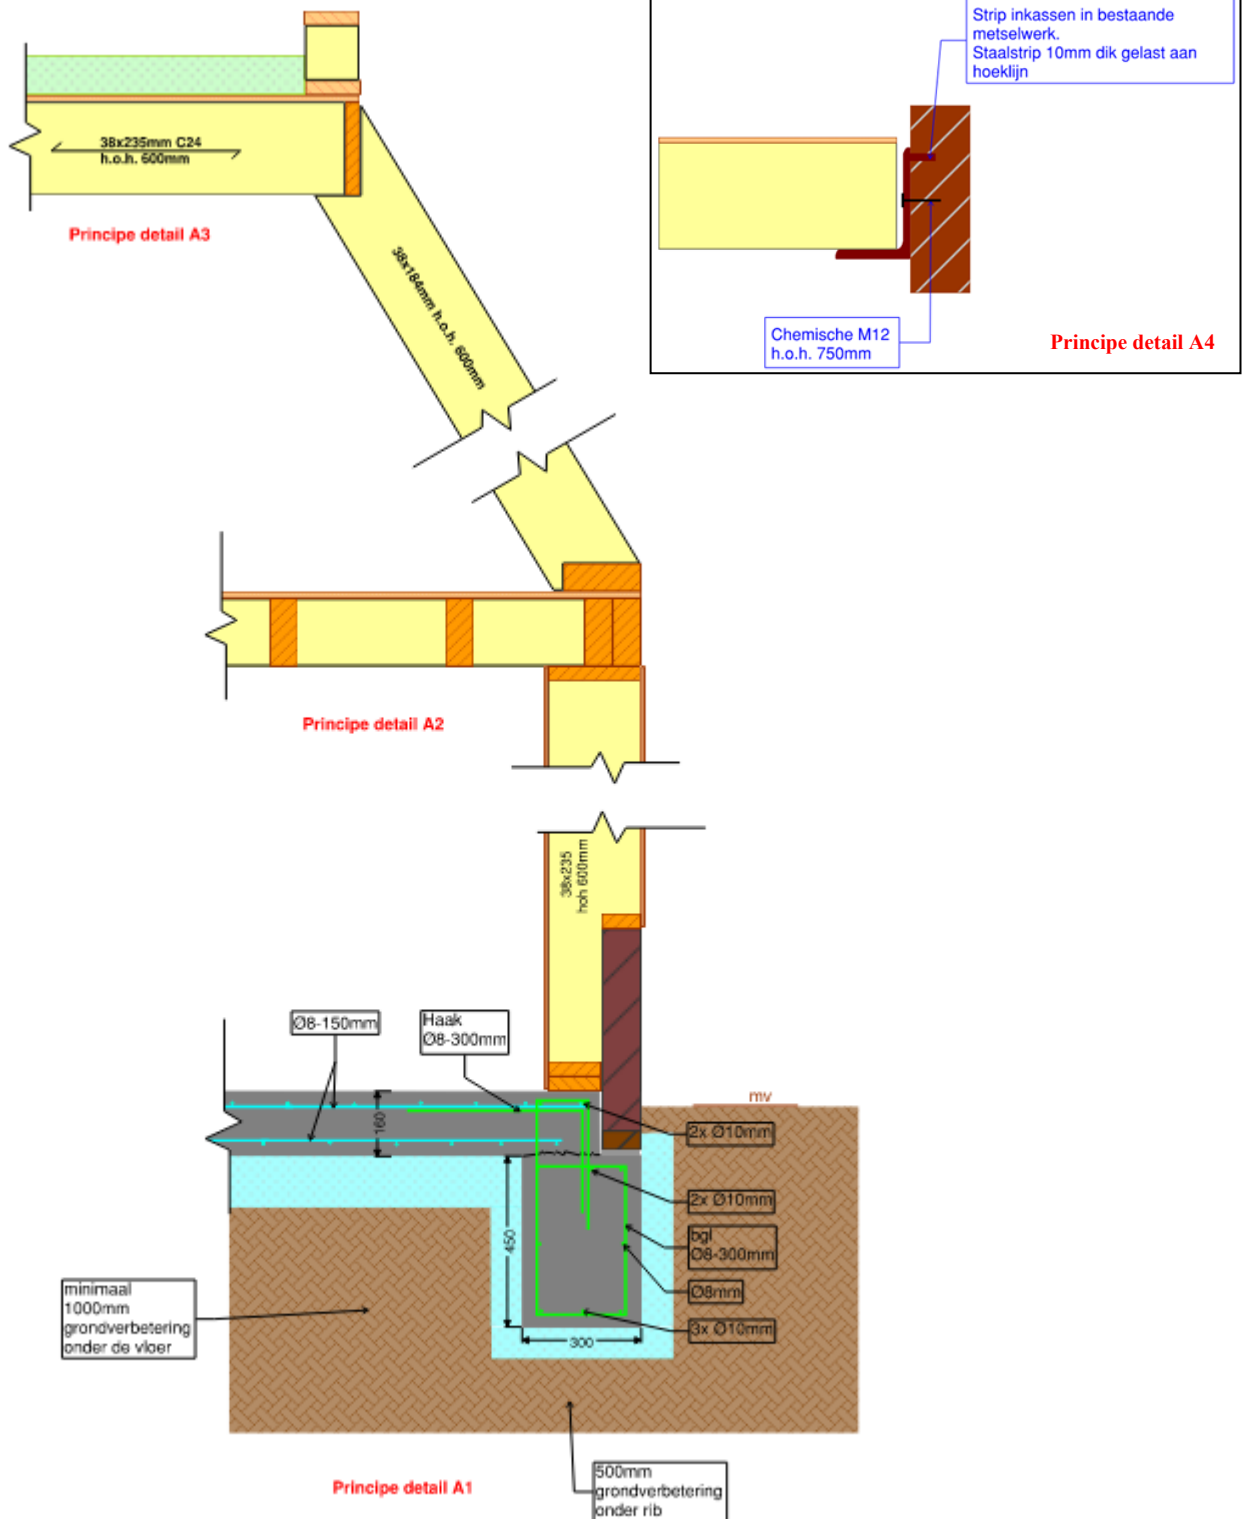 Strip inkassen in bestaande
metselwerk.
Staalstrip 10mm dik gelast aan
hoeklijn
38x235mm C24
h.o.h. 600mm
Principe detail A3
38x184mm h.o.h. 600mm
Chemische M12
h.o.h. 750mm
Principe detail A4
Principe detail A2
38x235
hoh 600mm
Ø8-150mm
Haak
Ø8-300mm
mv
160
2x Ø10mm
2x Ø10mm
450
bgl
Ø8-300mm
Ø8mm
3x Ø10mm
300
minimaal
1000mm
grondverbetering
onder de vloer
Principe detail A1
500mm
grondverbetering
onder rib